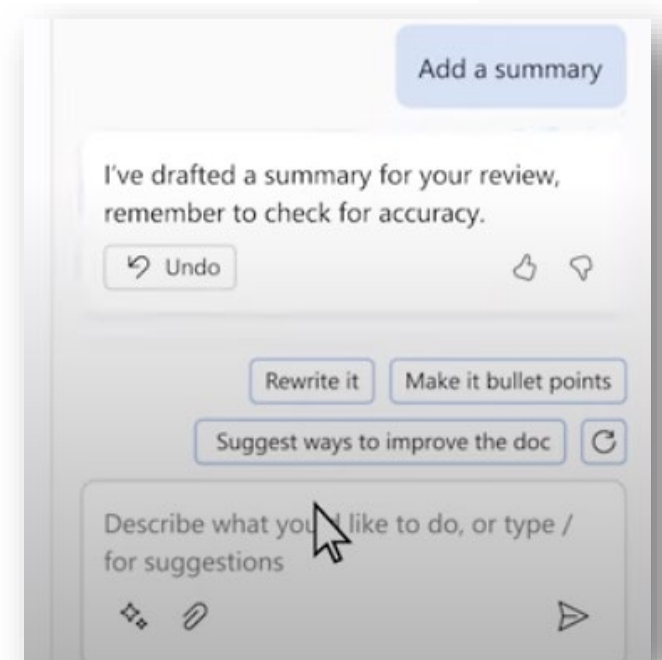 Add a summary
I've drafted a summary for your review,
remember to check for accuracy.
Undo
Rewrite it
Make it bullet points
Suggest ways to improve the doc
Describe what you'd like to do, or type /
for suggestions